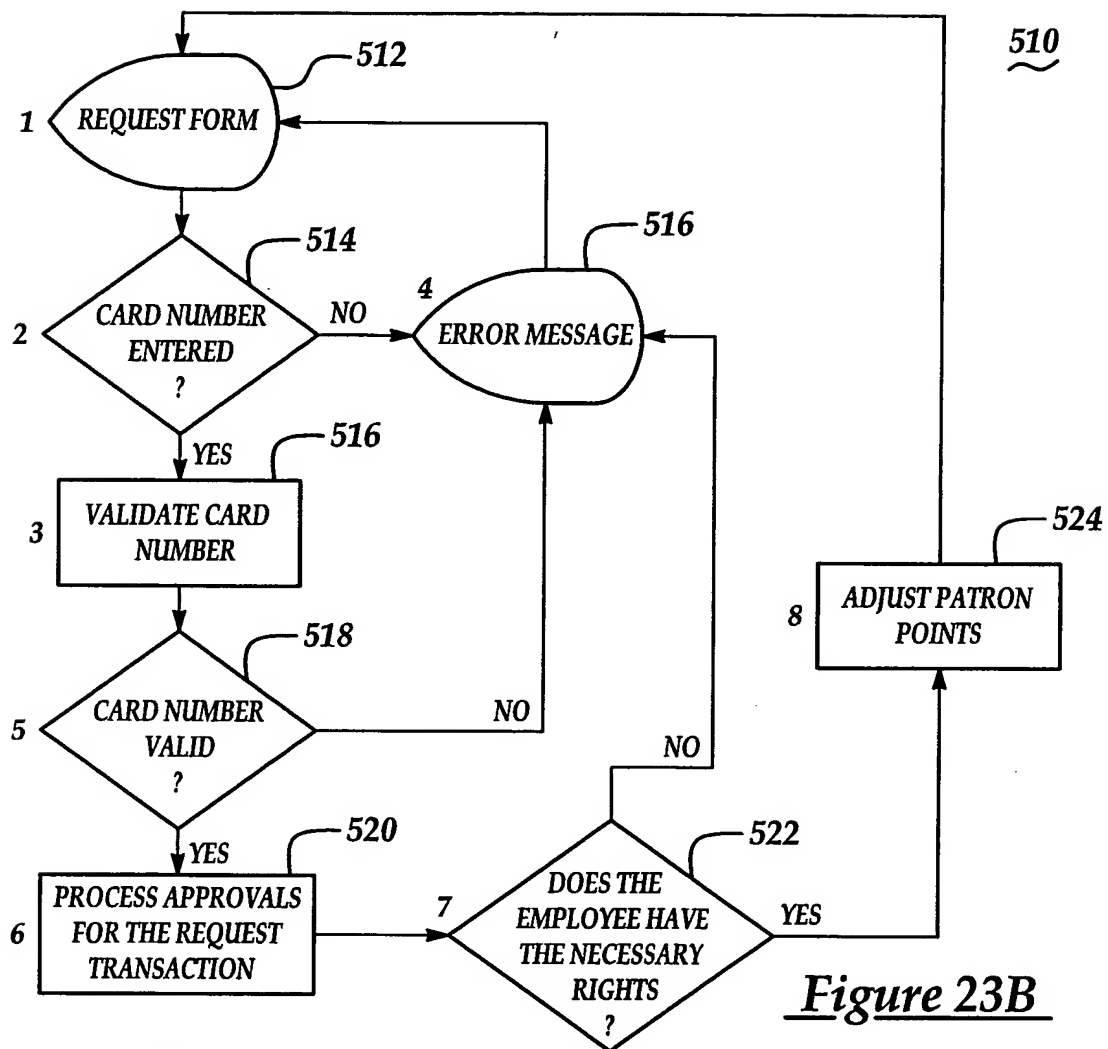 510
512
1
REQUEST FORM
514
2
CARD NUMBER
ENTERED
?
NO
516
4
ERROR MESSAGE
YES
516
3
VALIDATE CARD
NUMBER
518
5
CARD NUMBER
VALID
?
NO
YES
520
6
PROCESS APPROVALS
FOR THE REQUEST
TRANSACTION
522
7
DOES THE
EMPLOYEE HAVE
THE NECESSARY
RIGHTS
?
NO
YES
524
8
ADJUST PATRON
POINTS
Figure 23B